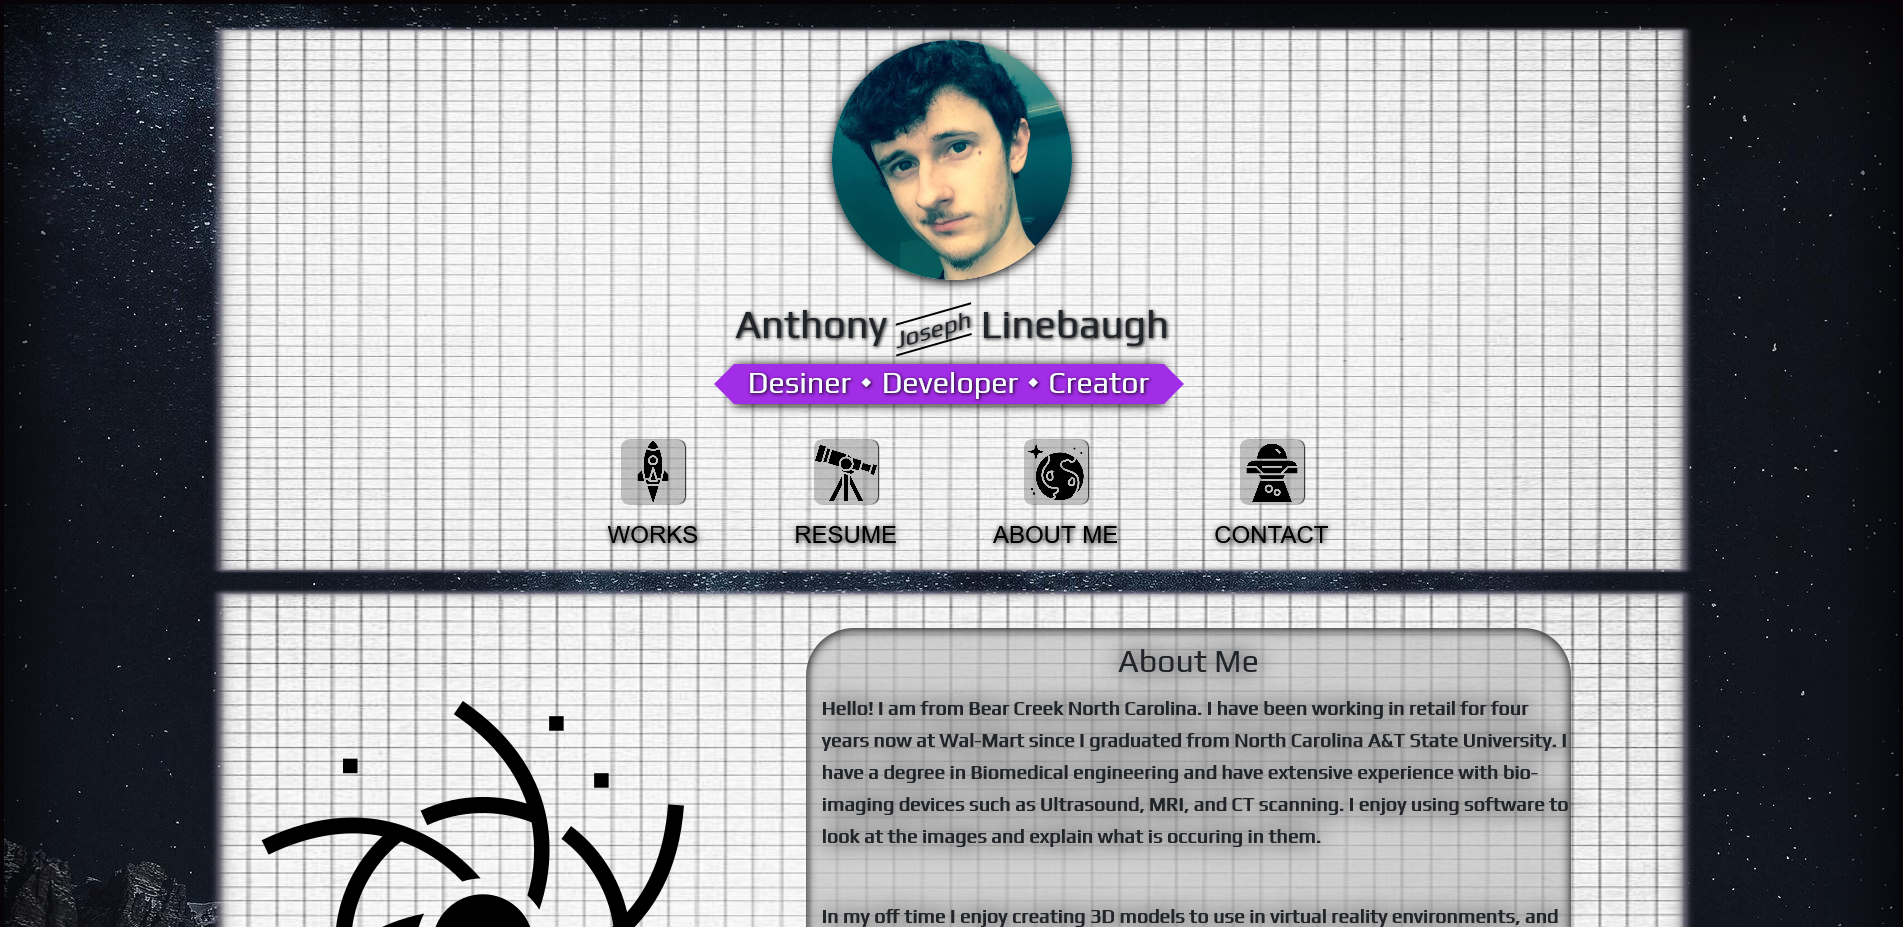 Anthony Joseph Linebaugh
Desiner • Developer • Creator
WORKS RESUME ABOUT ME CONTACT
About Me
Hello! I am from Bear Creek North Carolina. I have been working in retail for four
years now at Wal-Mart since I graduated from North Carolina A&T State University. I
have a degree in Biomedical engineering and have extensive experience with bio-
imaging devices such as Ultrasound, MRI, and CT scanning. I enjoy using software to
look at the images and explain what is occuring in them.
In my off time I enjoy creating 3D models to use in virtual reality environments, and